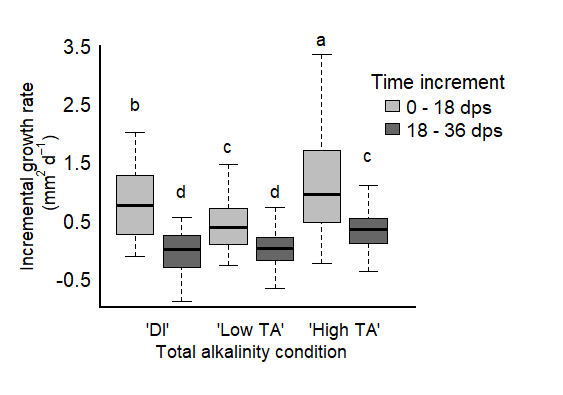 a
3.5
Time increment
2.5
b
0 - 18 dps
18 - 36 dps
1.5
c
c
d
d
0.5
-0.5
Incremental growth rate
(mm² d⁻¹)
'DI' 'Low TA' 'High TA'
Total alkalinity condition